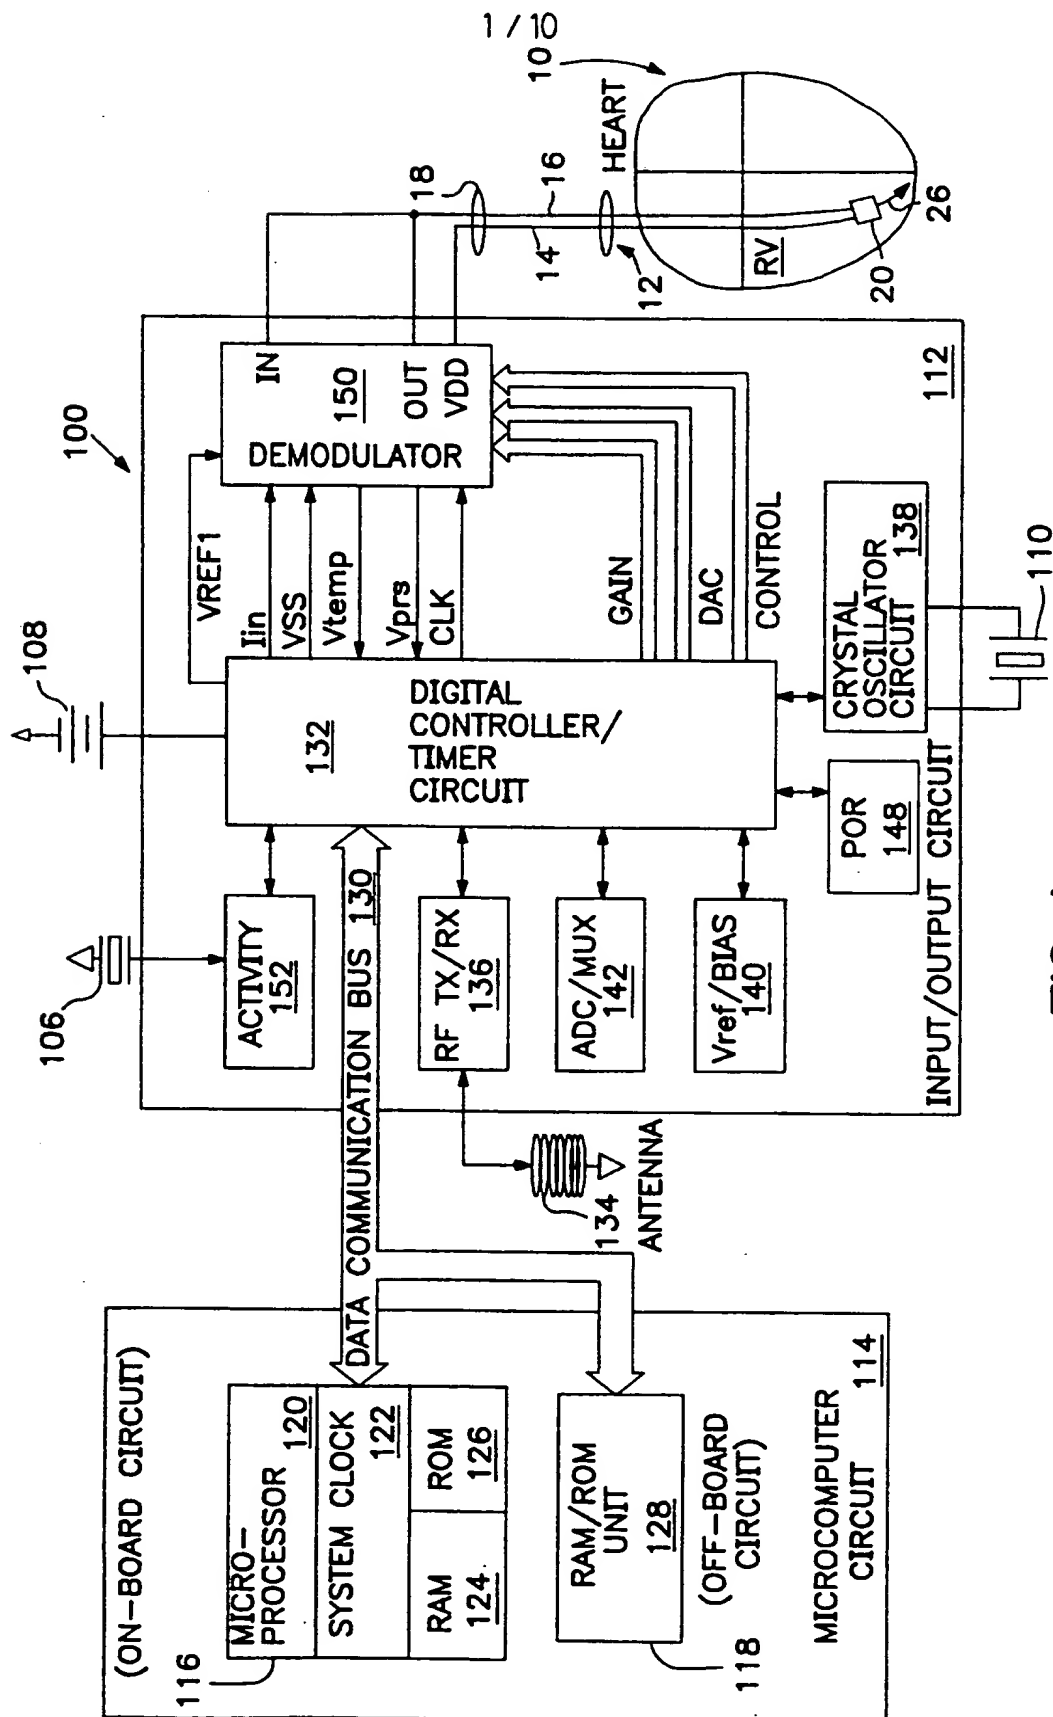 1 / 10
(ON-BOARD CIRCUIT)
116
MICRO-
PROCESSOR 120
SYSTEM CLOCK 122
RAM
124
ROM
126
RAM/ROM
UNIT
128
118
(OFF-BOARD
CIRCUIT)
MICROCOMPUTER
CIRCUIT 114
DATA COMMUNICATION BUS 130
134
ANTENNA
106
ACTIVITY
152
RF TX/RX
136
ADC/MUX
142
Vref/BIAS
140
108
132
DIGITAL
CONTROLLER/
TIMER
CIRCUIT
POR
148
CRYSTAL
OSCILLATOR
CIRCUIT 138
110
INPUT/OUTPUT CIRCUIT
112
100
VREF1
Iin
VSS
Vtemp
Vprs
CLK
GAIN
DAC
CONTROL
IN
150
OUT
VDD
DEMODULATOR
18
16
14
12
HEART
10
RV
20
26